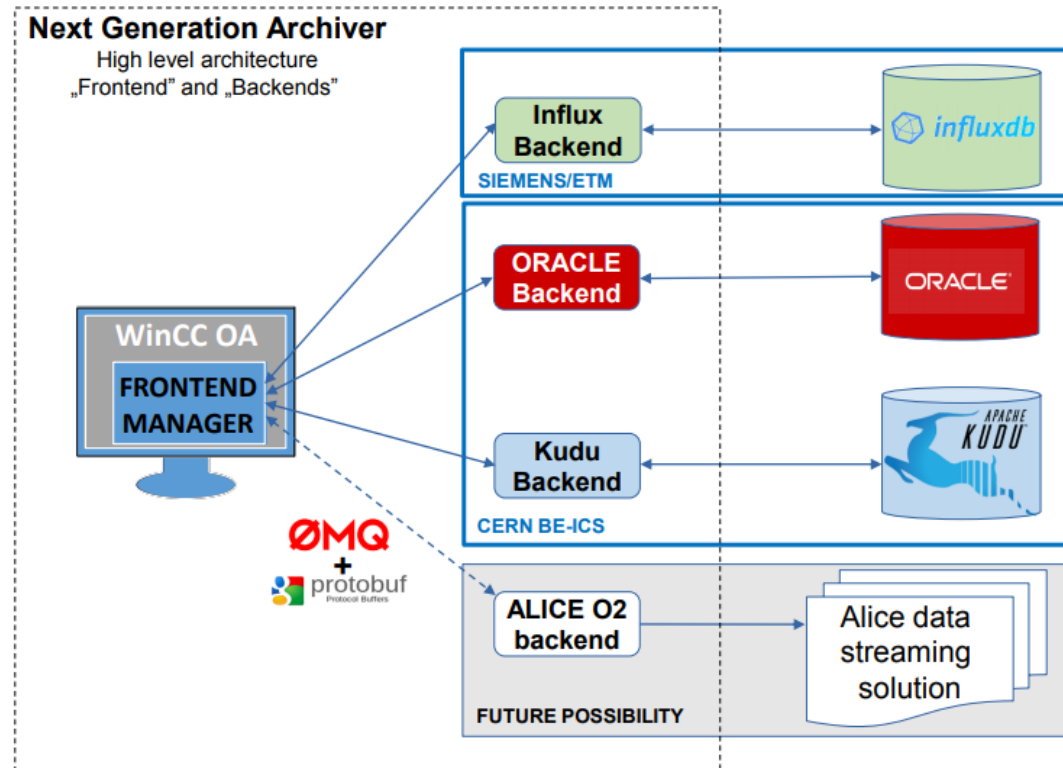 Next Generation Archiver
High level architecture
„Frontend” and „Backends”
Influx
Backend
influxdb
SIEMENS/ETM
ORACLE
Backend
ORACLE
WinCC OA
FRONTEND
MANAGER
Kudu
Backend
APACHE
KUDU
CERN BE-ICS
ØMQ
+
protobuf
Protocol Buffers
ALICE O2
backend
Alice data
streaming
solution
FUTURE POSSIBILITY